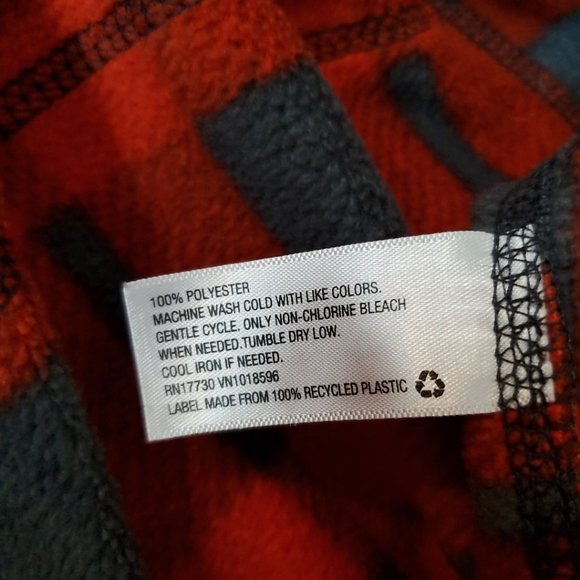 100% POLYESTER
MACHINE WASH COLD WITH LIKE COLORS.
GENTLE CYCLE. ONLY NON-CHLORINE BLEACH
WHEN NEEDED.TUMBLE DRY LOW.
COOL IRON IF NEEDED.
RN17730 VN1018596
LABEL MADE FROM 100% RECYCLED PLASTIC